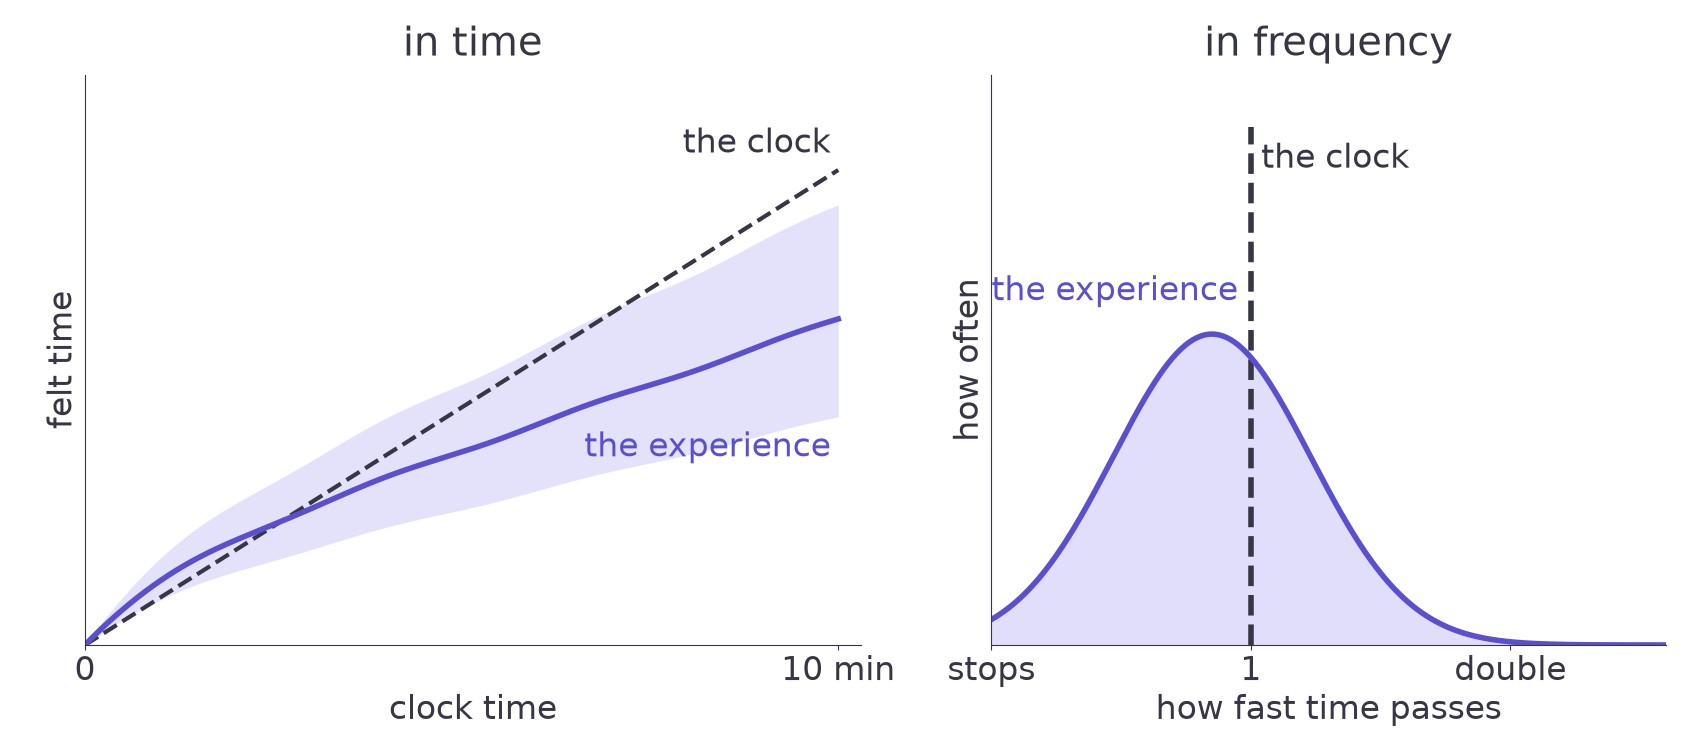 in time
the clock
felt time
the experience
0
10 min
clock time
in frequency
the clock
the experience
how often
stops
1
double
how fast time passes